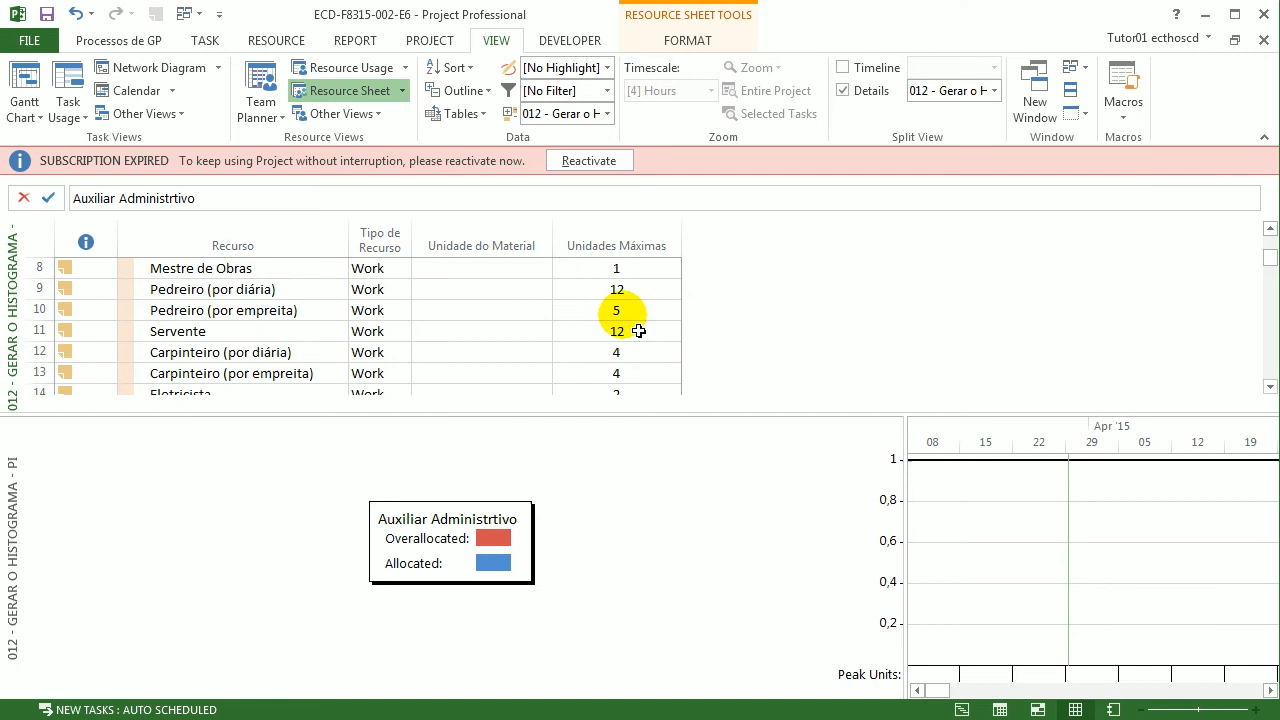 ECD-F8315-002-E6 - Project Professional
RESOURCE SHEET TOOLS
?
FILE
Processos de GP
TASK
RESOURCE
REPORT
PROJECT
VIEW
DEVELOPER
FORMAT
Tutor01 ecthoscd
Gantt Chart
Task Usage
Network Diagram
Calendar
Other Views
Task Views
Team Planner
Resource Usage
Resource Sheet
Other Views
Resource Views
Sort
Outline
Tables
[No Highlight]
[No Filter]
012 - Gerar o H
Data
Timescale:
[4] Hours
Zoom
Entire Project
Selected Tasks
Zoom
Timeline
Details
012 - Gerar o H
Split View
New Window
Window
Macros
Macros
SUBSCRIPTION EXPIRED To keep using Project without interruption, please reactivate now.
Reactivate
Auxiliar Administrtivo
012 - GERAR O HISTOGRAMA -
Recurso
Tipo de Recurso
Unidade do Material
Unidades Máximas
8 Mestre de Obras Work 1
9 Pedreiro (por diária) Work 12
10 Pedreiro (por empreita) Work 5
11 Servente Work 12
12 Carpinteiro (por diária) Work 4
13 Carpinteiro (por empreita) Work 4
14 Eletricista Work 2
012 - GERAR O HISTOGRAMA - PI
Auxiliar Administrtivo
Overallocated:
Allocated:
Apr '15
08 15 22 29 05 12 19
1
0,8
0,6
0,4
0,2
Peak Units:
NEW TASKS : AUTO SCHEDULED